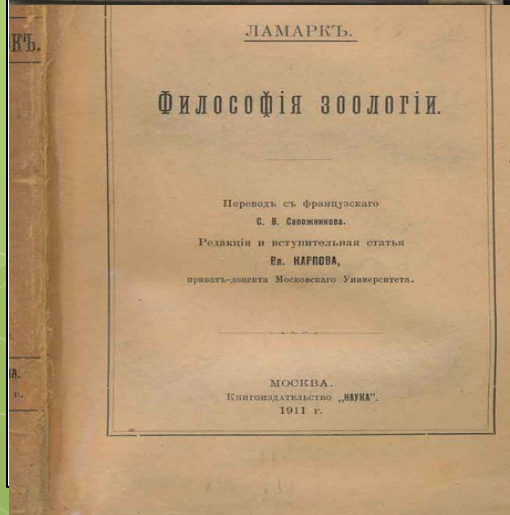 ЛАМАРКЪ.
Философія зоологіи.
Переводъ съ французскаго
С. В. Сапожникова.
Редакція и вступительная статья
Вл. КАРПОВА,
приватъ-доцента Московскаго Университета.
МОСКВА.
Книгоиздательство „НАУКА".
1911 г.
КЪ.
г.